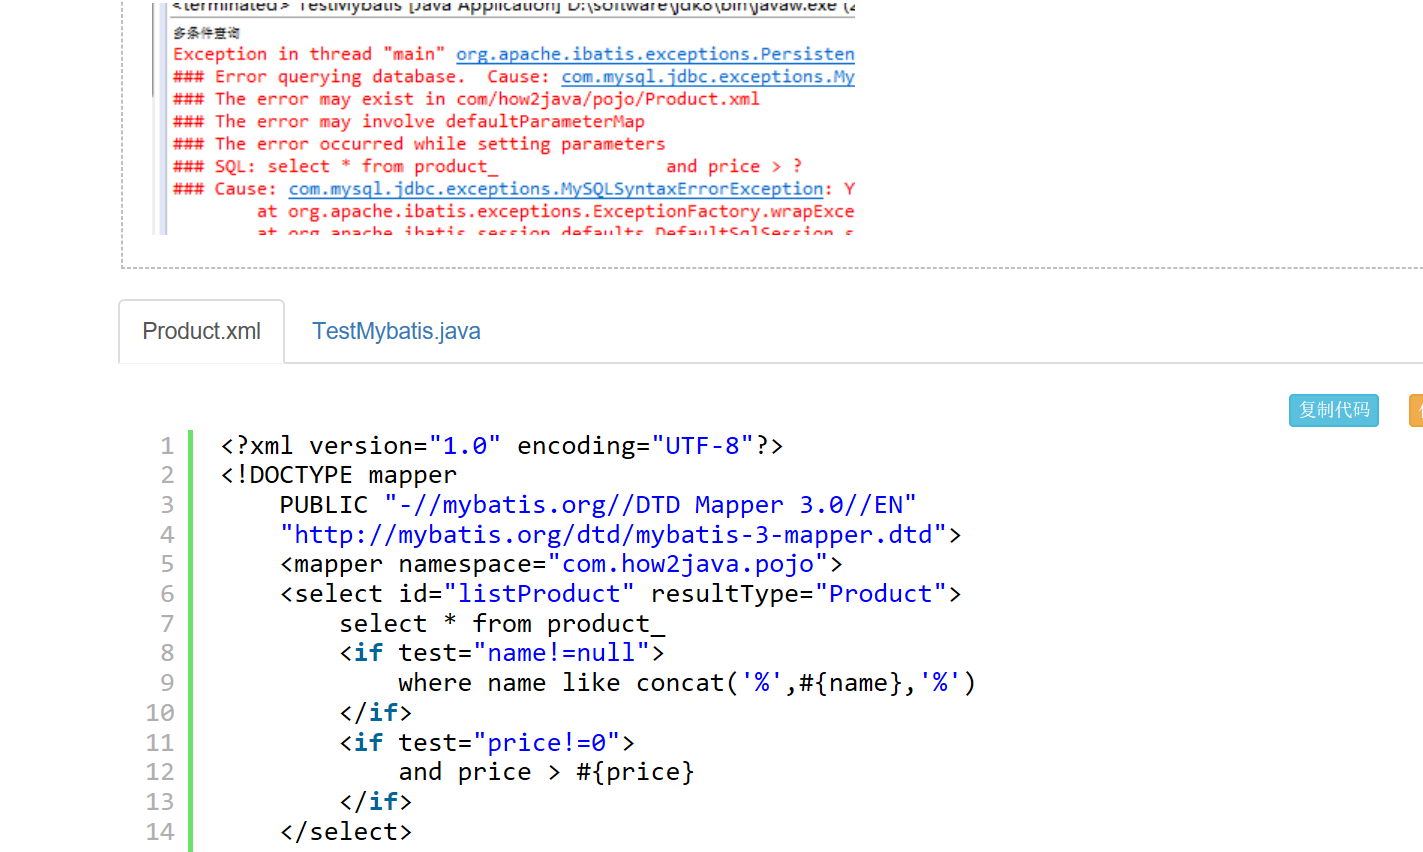 <terminated> TestMybatis [Java Application] D:\software\jdk8\bin\javaw.exe (2
多条件查询
Exception in thread "main" org.apache.ibatis.exceptions.Persisten
### Error querying database.  Cause: com.mysql.jdbc.exceptions.My
### The error may exist in com/how2java/pojo/Product.xml
### The error may involve defaultParameterMap
### The error occurred while setting parameters
### SQL: select * from product_                and price > ?
### Cause: com.mysql.jdbc.exceptions.MySQLSyntaxErrorException: Y
at org.apache.ibatis.exceptions.ExceptionFactory.wrapExce
at org.apache.ibatis.session.defaults.DefaultSqlSession.s
Product.xml TestMybatis.java
复制代码
1 <?xml version="1.0" encoding="UTF-8"?>
2 <!DOCTYPE mapper
3     PUBLIC "-//mybatis.org//DTD Mapper 3.0//EN"
4     "http://mybatis.org/dtd/mybatis-3-mapper.dtd">
5     <mapper namespace="com.how2java.pojo">
6     <select id="listProduct" resultType="Product">
7         select * from product_
8         <if test="name!=null">
9             where name like concat('%',#{name},'%')
10         </if>
11         <if test="price!=0">
12             and price > #{price}
13         </if>
14     </select>